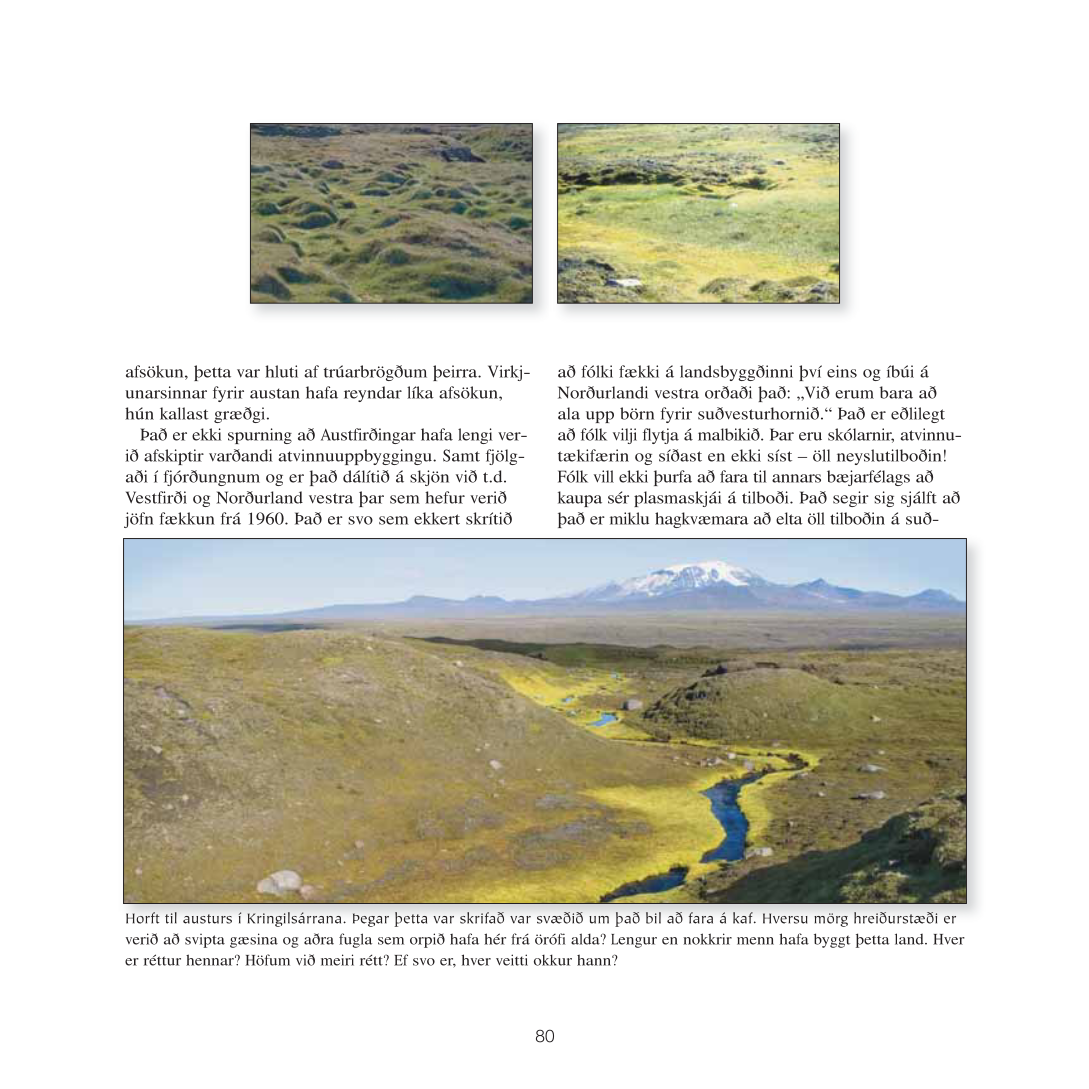 afsökun, þetta var hluti af trúarbrögðum þeirra. Virkj-
unarsinnar fyrir austan hafa reyndar líka afsökun,
hún kallast græðgi.
Það er ekki spurning að Austfirðingar hafa lengi ver-
ið afskiptir varðandi atvinnuuppbyggingu. Samt fjölg-
aði í fjórðungnum og er það dálítið á skjön við t.d.
Vestfirði og Norðurland vestra þar sem hefur verið
jöfn fækkun frá 1960. Það er svo sem ekkert skrítið
að fólki fækki á landsbyggðinni því eins og íbúi á
Norðurlandi vestra orðaði það: „Við erum bara að
ala upp börn fyrir suðvesturhornið.“ Það er eðlilegt
að fólk vilji flytja á malbikið. Þar eru skólarnir, atvinnu-
tækifærin og síðast en ekki síst – öll neyslutilboðin!
Fólk vill ekki þurfa að fara til annars bæjarfélags að
kaupa sér plasmaskjái á tilboði. Það segir sig sjálft að
það er miklu hagkvæmara að elta öll tilboðin á suð-
Horft til austurs í Kringilsárrana. Þegar þetta var skrifað var svæðið um það bil að fara á kaf. Hversu mörg hreiðurstæði er
verið að svipta gæsina og aðra fugla sem orpið hafa hér frá örófi alda? Lengur en nokkrir menn hafa byggt þetta land. Hver
er réttur hennar? Höfum við meiri rétt? Ef svo er, hver veitti okkur hann?
80